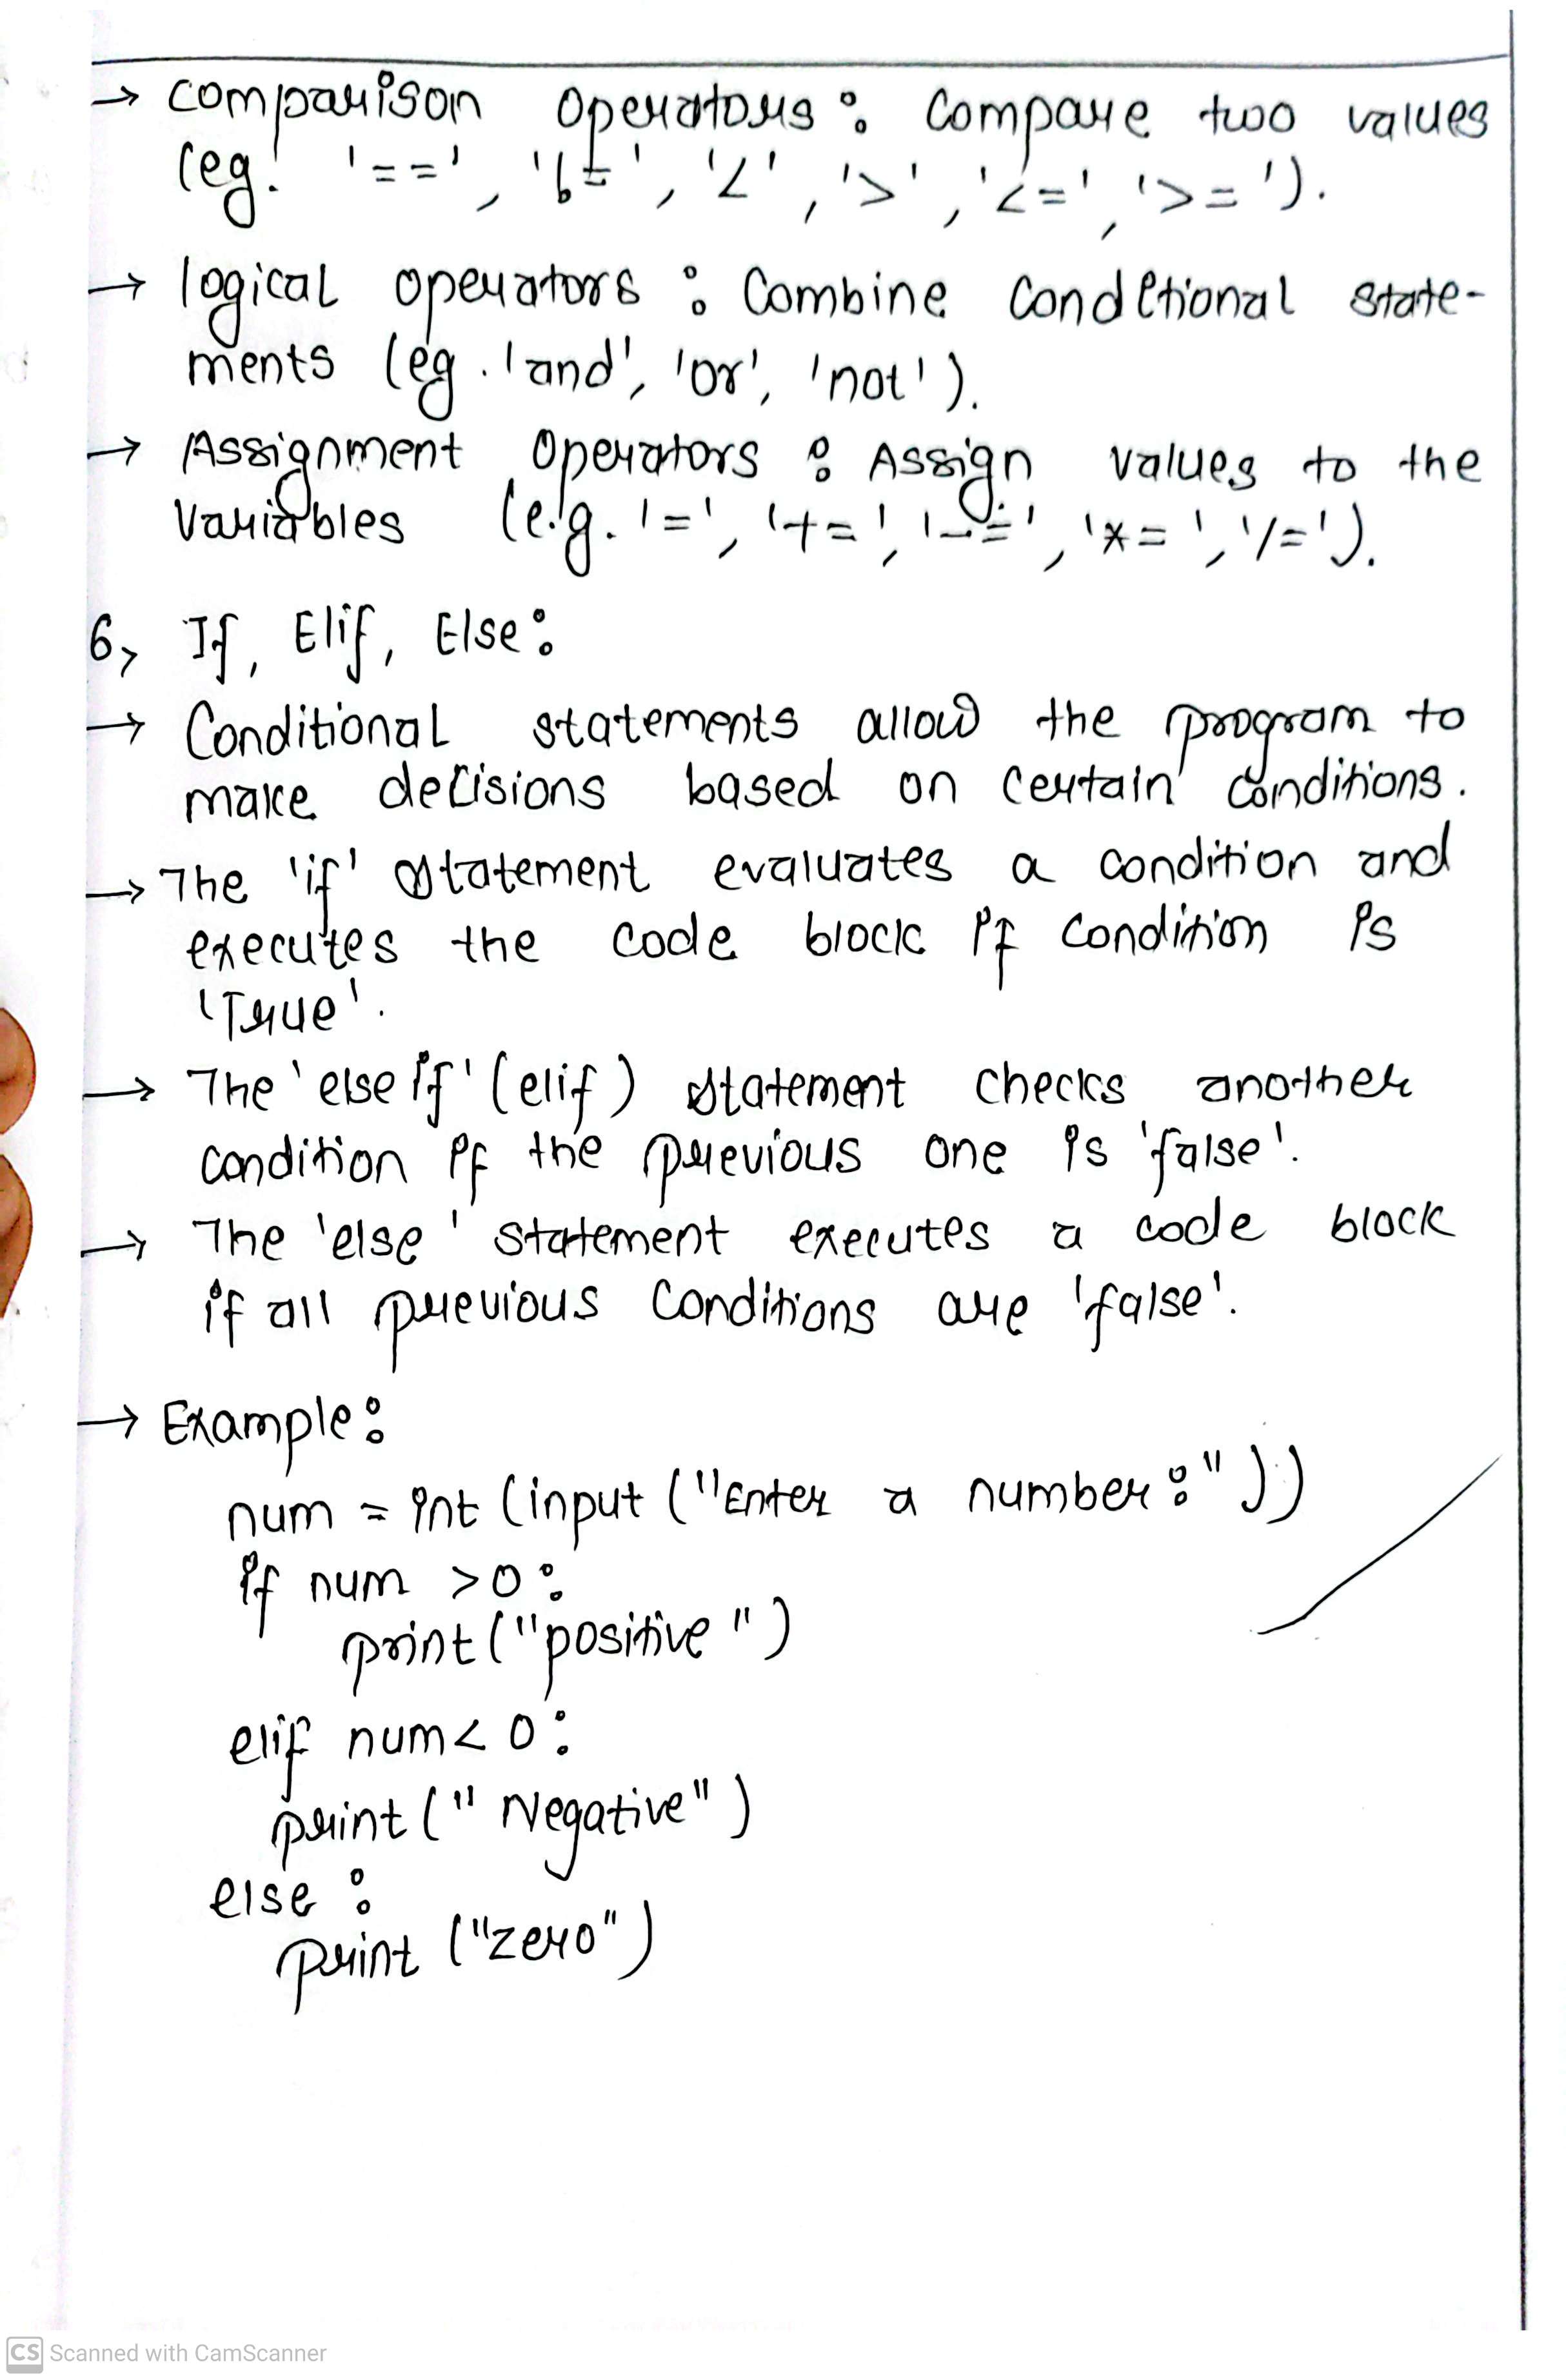 → Comparison Operators : Compare two values
(eg. '==', 'b=', '<', '>', '<=', '>=').
→ logical operators : Combine Conditional state-
ments (eg. 'and', 'or', 'not').
→ Assignment Operators : Assign values to the
Variables (e.g. '=', '+=', '-=', '*=', '/=').
6, If, Elif, Else :
→ Conditional statements allow the program to
make decisions based on certain conditions.
→ The 'if' statement evaluates a condition and
executes the code block if condition is
'True'.
→ The 'else if' (elif) statement checks another
condition if the previous one is 'false'.
→ The 'else' statement executes a code block
if all previous Conditions are 'false'.
→ Example :
num = int (input ("Enter a number :"))
if num >0 :
print ("positive")
elif num< 0 :
print (" Negative")
else :
print ("zero")
CS Scanned with CamScanner